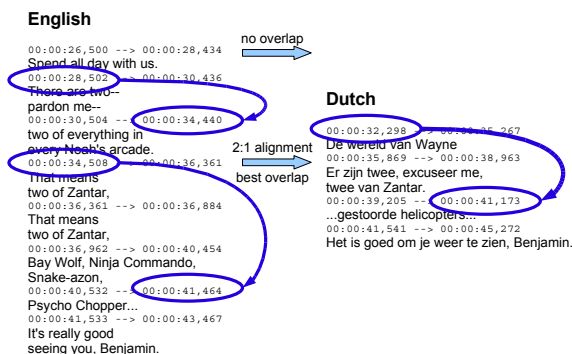 English
00:00:26,500 --> 00:00:28,434
Spend all day with us.
00:00:28,502 --> 00:00:30,436
There are two--
pardon me--
00:00:30,504 --> 00:00:34,440
two of everything in
every Noah's arcade.
00:00:34,508 --> 00:00:36,361
That means
two of Zantar,
00:00:36,361 --> 00:00:36,884
That means
two of Zantar,
00:00:36,962 --> 00:00:40,454
Bay Wolf, Ninja Commando,
Snake-azon,
00:00:40,532 --> 00:00:41,464
Psycho Chopper...
00:00:41,533 --> 00:00:43,467
It's really good
seeing you, Benjamin.
no overlap
2:1 alignment
best overlap
Dutch
00:00:32,298 --> 00:00:35,267
De wereld van Wayne
00:00:35,869 --> 00:00:38,963
Er zijn twee, excuseer me,
twee van Zantar.
00:00:39,205 --> 00:00:41,173
...gestoorde helicopters...
00:00:41,541 --> 00:00:45,272
Het is goed om je weer te zien, Benjamin.